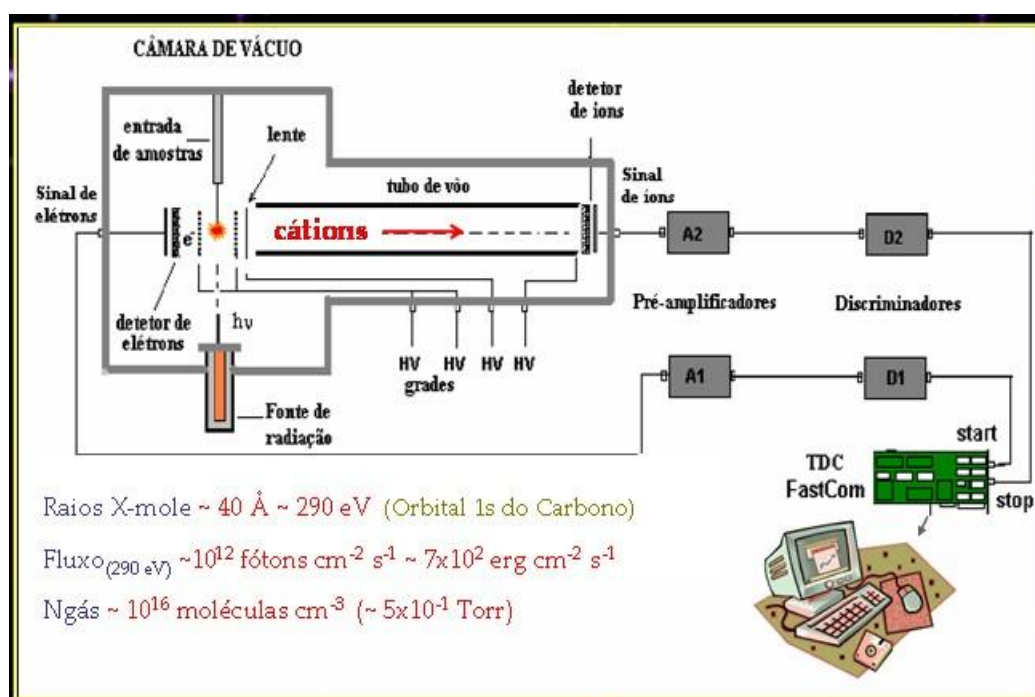 CÂMARA DE VÁCUO
entrada
de amostras
lente
detetor
de íons
Sinal de
elétrons
tubo de vôo
Sinal
de íons
e
cátions
A2
D2
hν
detetor de
elétrons
Pré-amplificadores
Discriminadores
HV HV HV HV
grades
A1
D1
Fonte de
radiação
start
TDC
FastCom
stop
Raios X-mole ~ 40 Å ~ 290 eV (Orbital 1s do Carbono)
Fluxo(290 eV) ~10¹² fótons cm⁻² s⁻¹ ~ 7x10² erg cm⁻² s⁻¹
Ngás ~ 10¹⁶ moléculas cm⁻³ (~ 5x10⁻¹ Torr)